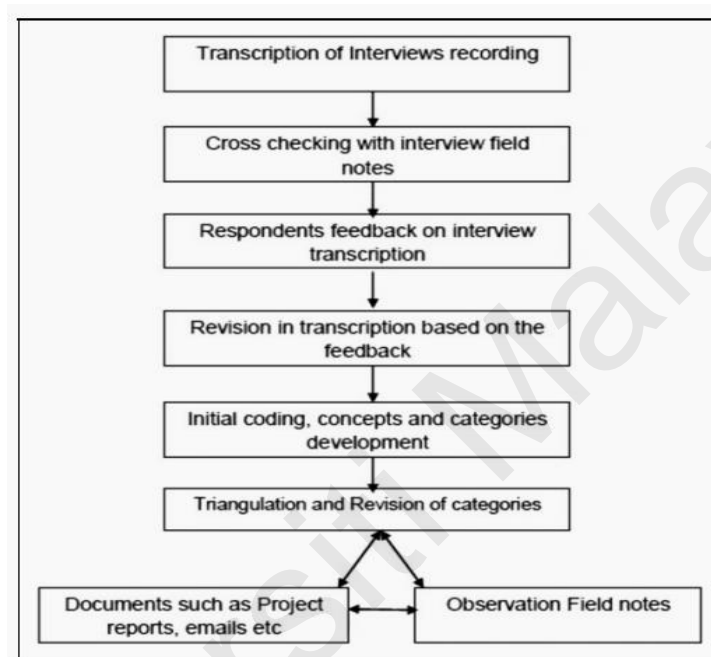 Transcription of Interviews recording
Cross checking with interview field
notes
Respondents feedback on interview
transcription
Revision in transcription based on the
feedback
Initial coding, concepts and categories
development
Triangulation and Revision of categories
Documents such as Project
reports, emails etc
Observation Field notes
rsiti Mala